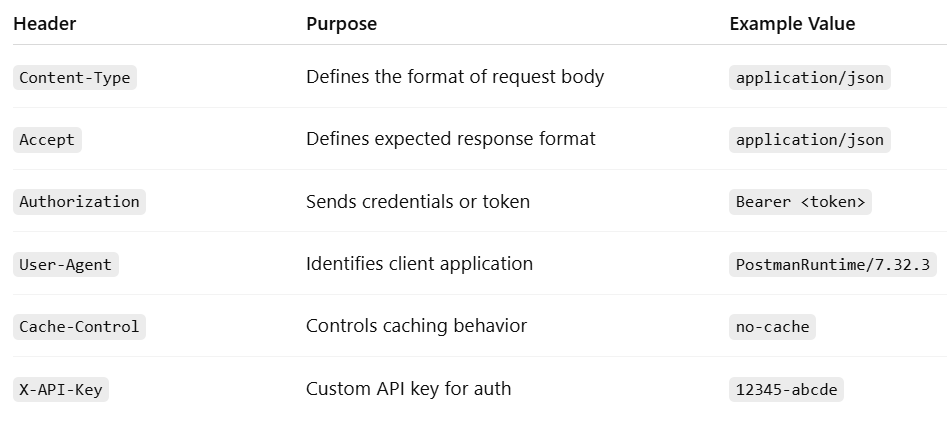 Header Purpose Example Value
Content-Type Defines the format of request body application/json
Accept Defines expected response format application/json
Authorization Sends credentials or token Bearer <token>
User-Agent Identifies client application PostmanRuntime/7.32.3
Cache-Control Controls caching behavior no-cache
X-API-Key Custom API key for auth 12345-abcde